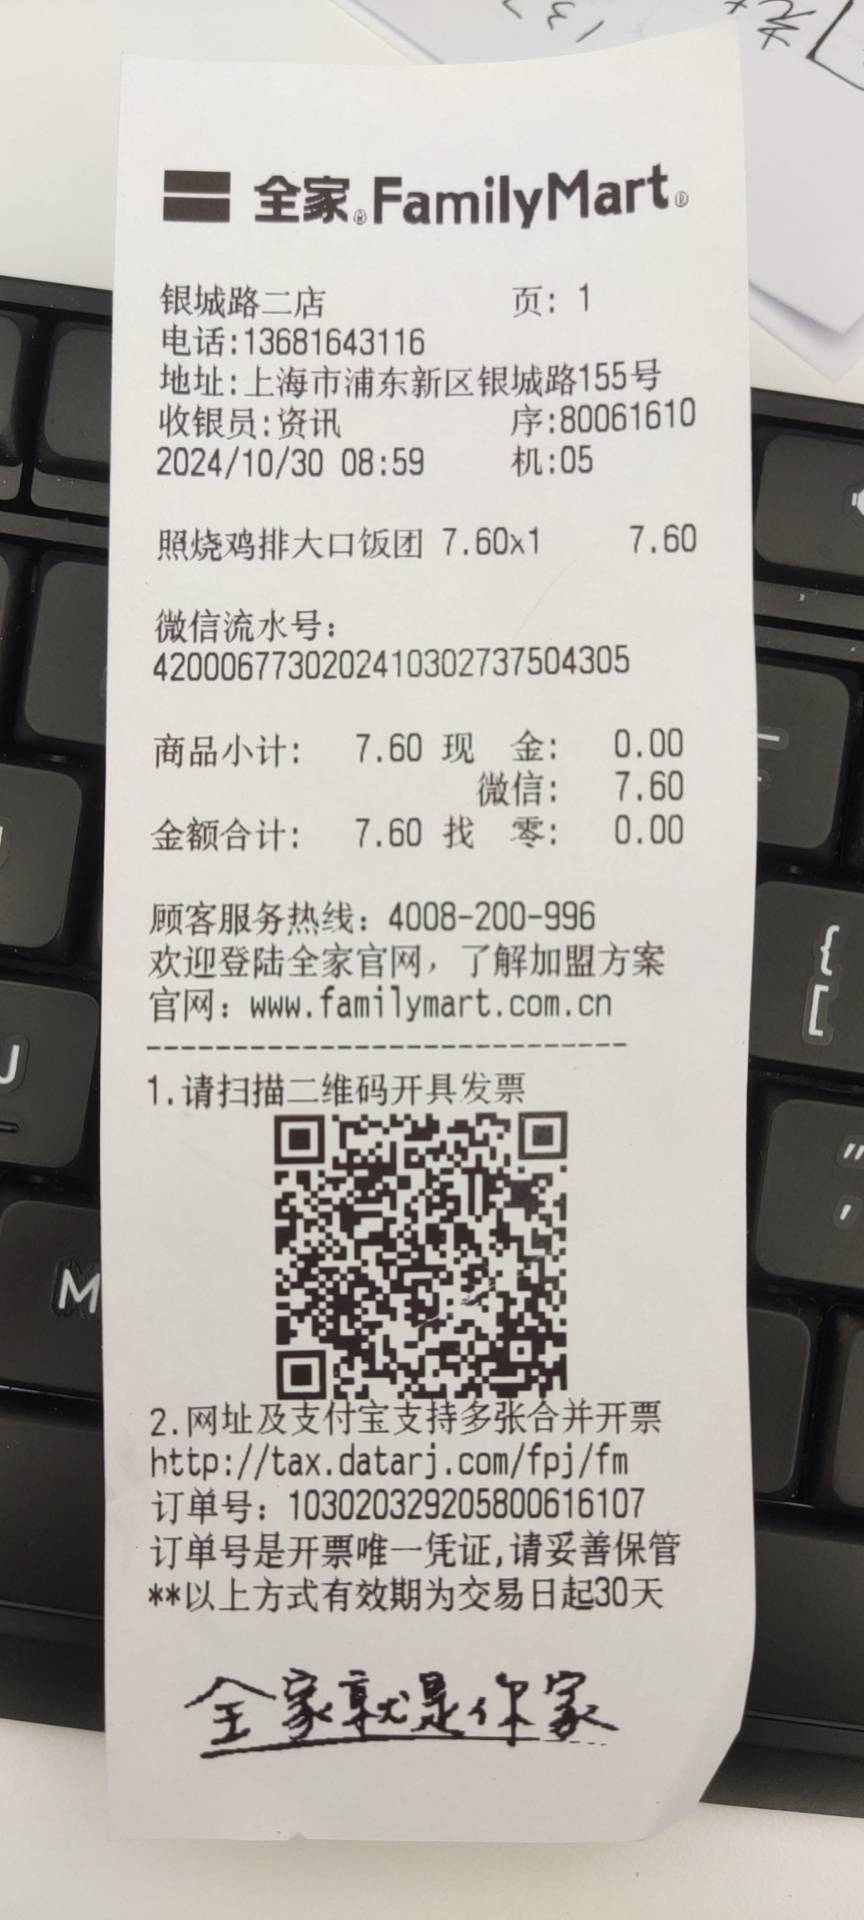 全家®FamilyMart®
银城路二店 页: 1
电话:13681643116
地址:上海市浦东新区银城路155号
收银员:资讯 序:80061610
2024/10/30 08:59 机:05
照烧鸡排大口饭团 7.60x1 7.60
微信流水号:
4200067730202410302737504305
商品小计: 7.60 现 金: 0.00
微信: 7.60
金额合计: 7.60 找 零: 0.00
顾客服务热线: 4008-200-996
欢迎登陆全家官网, 了解加盟方案
官网: www.familymart.com.cn
----------------------------
1.请扫描二维码开具发票
2.网址及支付宝支持多张合并开票
http://tax.datarj.com/fpj/fm
订单号: 103020329205800616107
订单号是开票唯一凭证,请妥善保管
**以上方式有效期为交易日起30天
全家就是你家
J
M
{
[
"
,